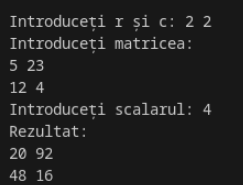 Introduceți r și c: 2 2
Introduceți matricea:
5 23
12 4
Introduceți scalarul: 4
Rezultat:
20 92
48 16